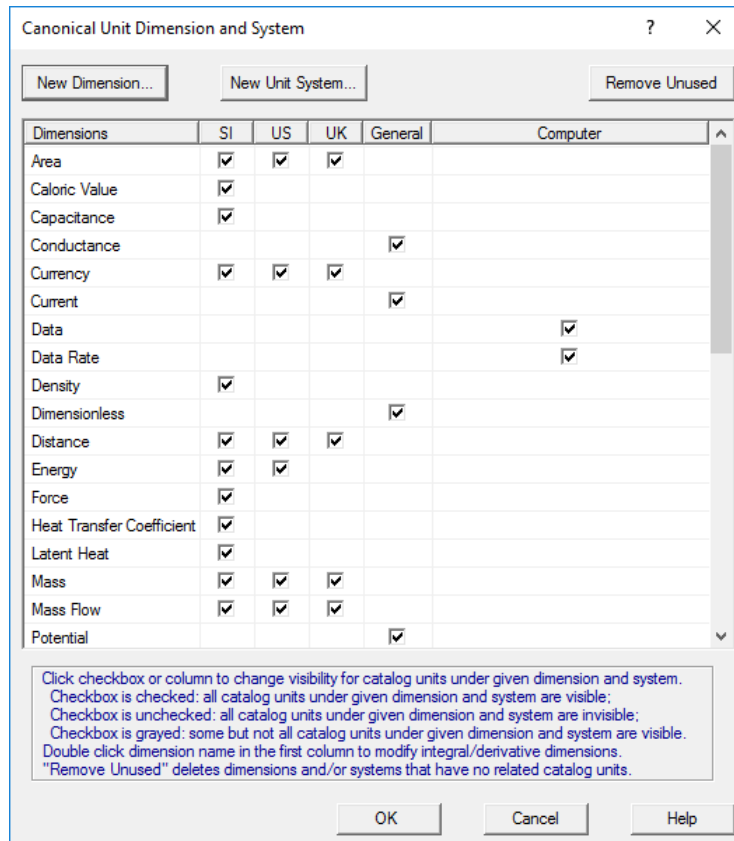 Canonical Unit Dimension and System
?
New Dimension... New Unit System... Remove Unused
Dimensions SI US UK General Computer
Area
Caloric Value
Capacitance
Conductance
Currency
Current
Data
Data Rate
Density
Dimensionless
Distance
Energy
Force
Heat Transfer Coefficient
Latent Heat
Mass
Mass Flow
Potential
Click checkbox or column to change visibility for catalog units under given dimension and system.
Checkbox is checked: all catalog units under given dimension and system are visible;
Checkbox is unchecked: all catalog units under given dimension and system are invisible;
Checkbox is grayed: some but not all catalog units under given dimension and system are visible.
Double click dimension name in the first column to modify integral/derivative dimensions.
"Remove Unused" deletes dimensions and/or systems that have no related catalog units.
OK Cancel Help